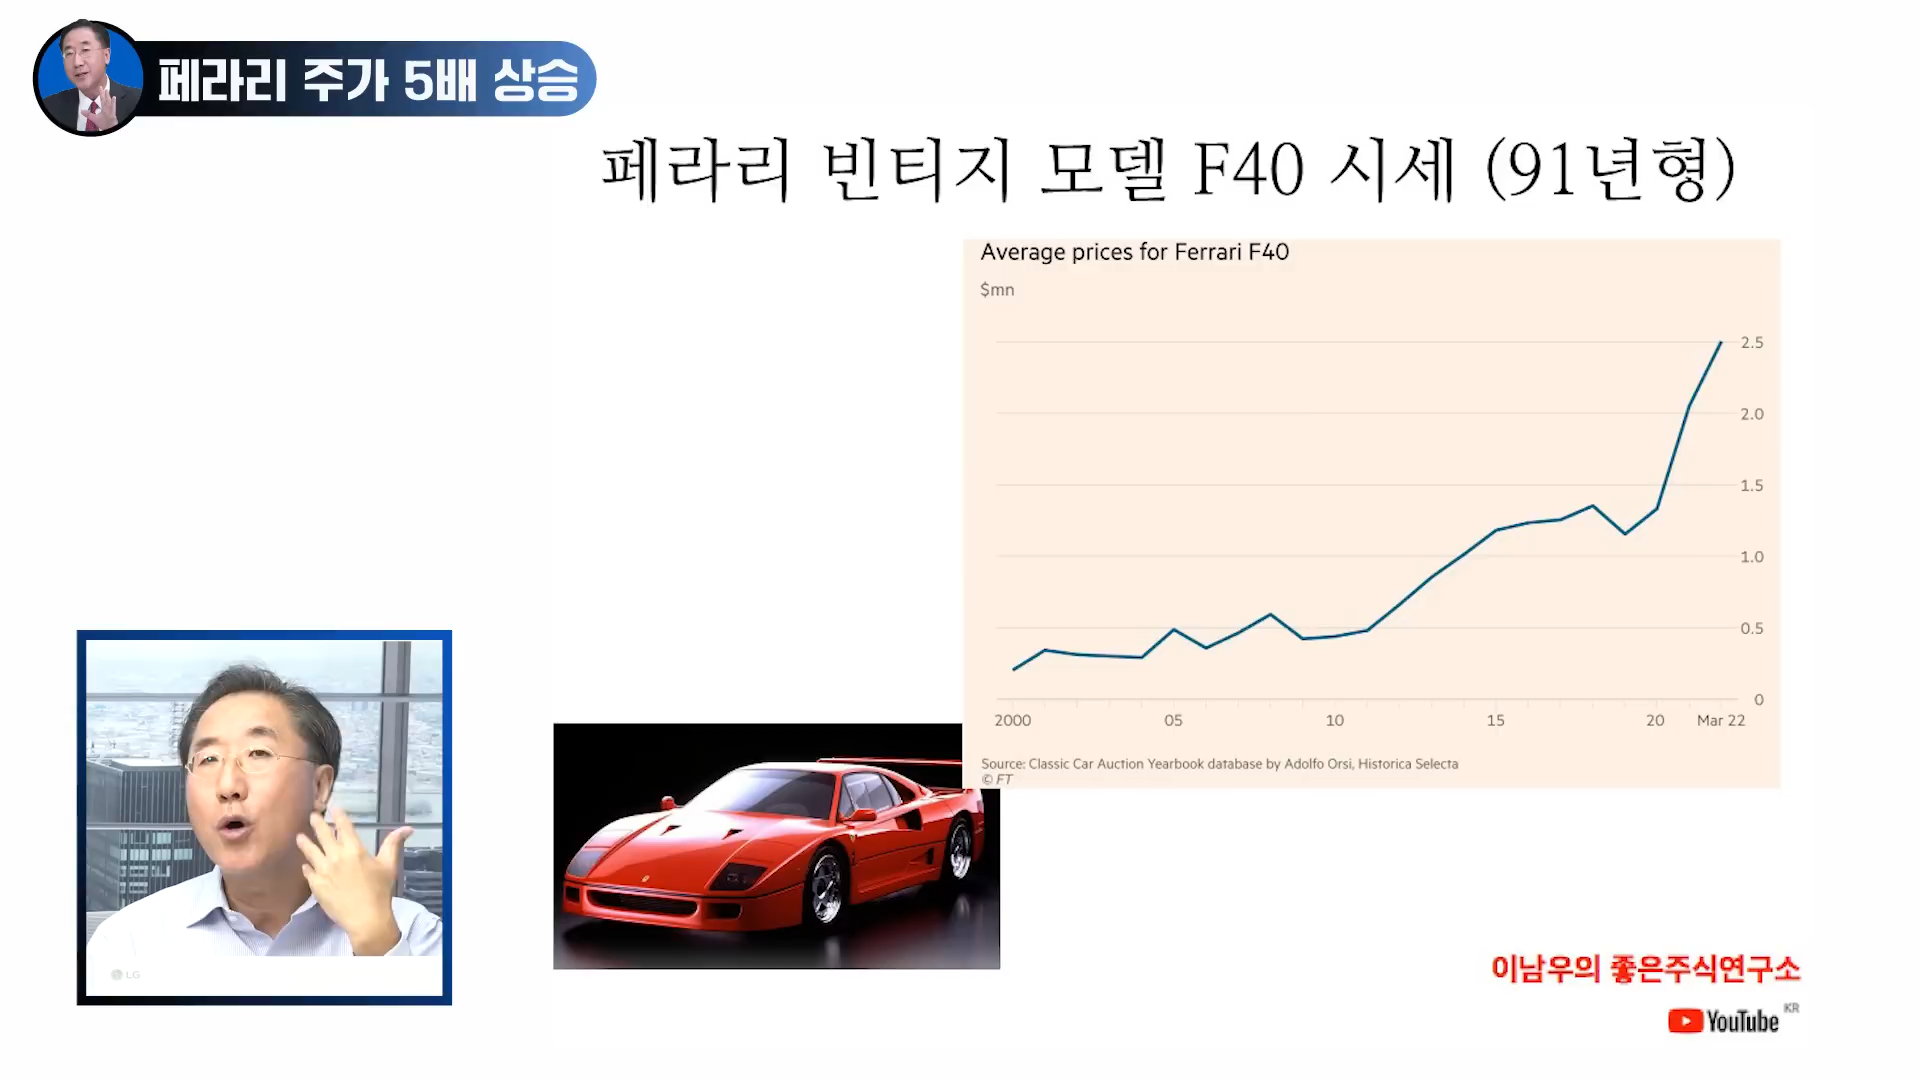 페라리 주가 5배 상승
페라리 빈티지 모델 F40 시세 (91년형)
Average prices for Ferrari F40
$mn
2.5
2.0
1.5
1.0
0.5
0
2000 05 10 15 20 Mar 22
Source: Classic Car Auction Yearbook database by Adolfo Orsi, Historica Selecta
© FT
LG
이남우의 좋은주식연구소
YouTube KR